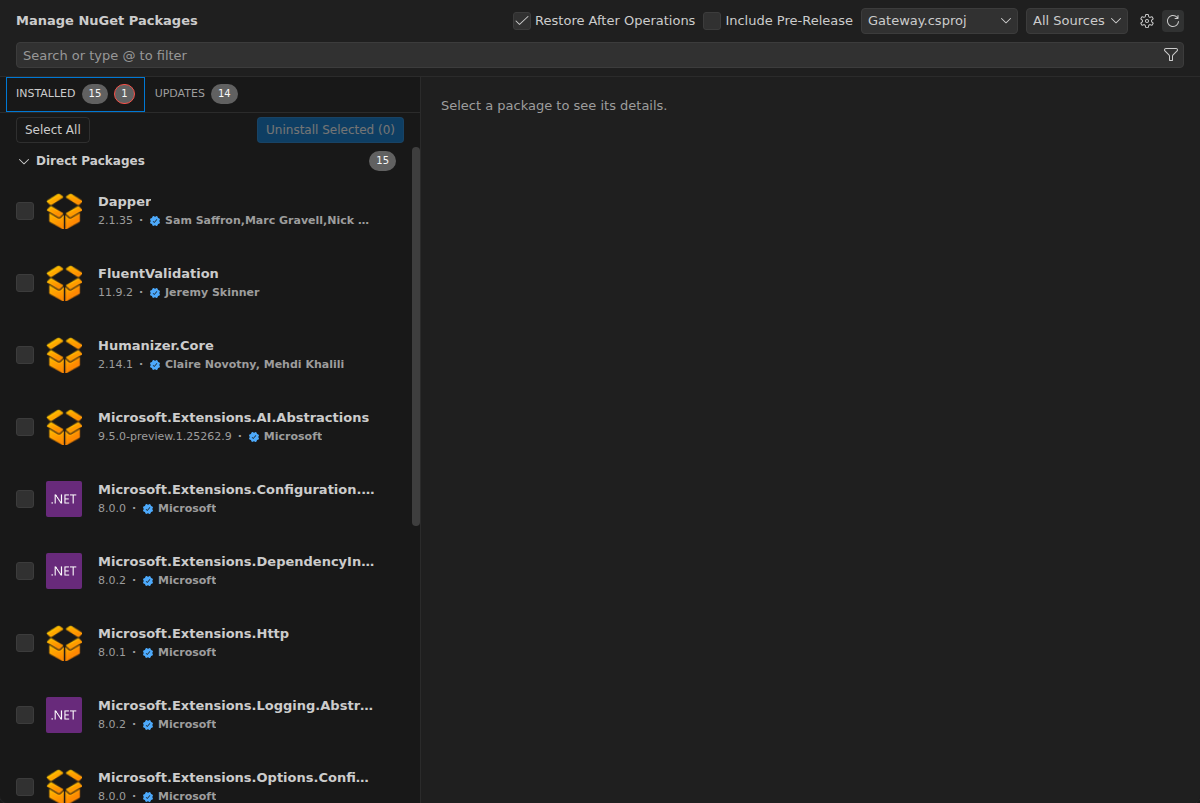 Manage NuGet Packages
Restore After Operations
Include Pre-Release
Gateway.csproj
All Sources
Search or type @ to filter
INSTALLED 15 1 UPDATES 14
Select All
Uninstall Selected (0)
Direct Packages 15
Dapper
2.1.35 · Sam Saffron,Marc Gravell,Nick ...
FluentValidation
11.9.2 · Jeremy Skinner
Humanizer.Core
2.14.1 · Claire Novotny, Mehdi Khalili
Microsoft.Extensions.AI.Abstractions
9.5.0-preview.1.25262.9 · Microsoft
.NET
Microsoft.Extensions.Configuration....
8.0.0 · Microsoft
.NET
Microsoft.Extensions.DependencyIn...
8.0.2 · Microsoft
Microsoft.Extensions.Http
8.0.1 · Microsoft
.NET
Microsoft.Extensions.Logging.Abstr...
8.0.2 · Microsoft
Microsoft.Extensions.Options.Confi...
8.0.0 · Microsoft
Select a package to see its details.